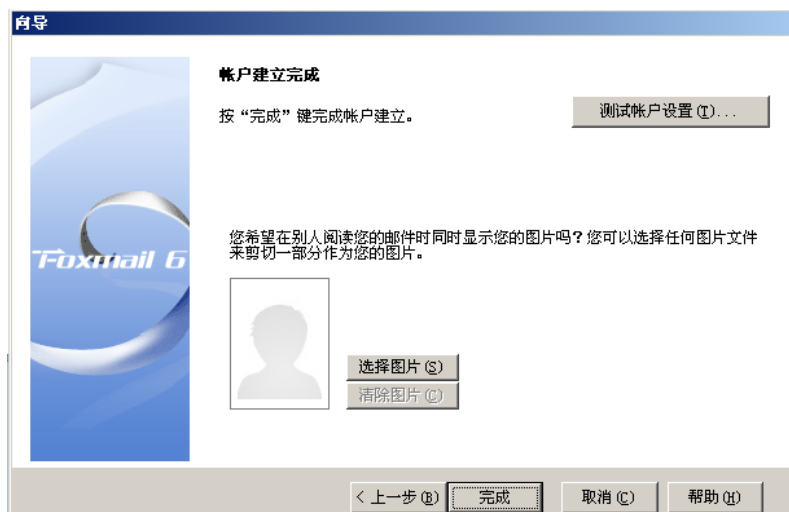 向导
帐户建立完成
按“完成”键完成帐户建立。
测试帐户设置(T)...
您希望在别人阅读您的邮件时同时显示您的图片吗？您可以选择任何图片文件
来剪切一部分作为您的图片。
Foxmail 6
选择图片(S)
清除图片(C)
<上一步(B)
完成
取消(C)
帮助(H)